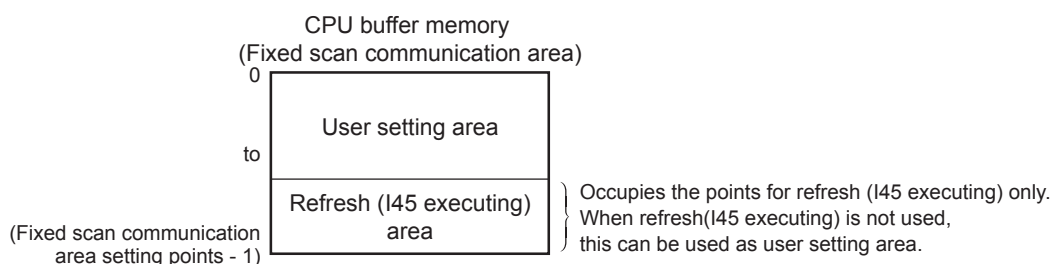 CPU buffer memory
(Fixed scan communication area)
0
User setting area
to
Refresh (I45 executing)
area
Occupies the points for refresh (I45 executing) only.
When refresh(I45 executing) is not used,
this can be used as user setting area.
(Fixed scan communication
area setting points - 1)